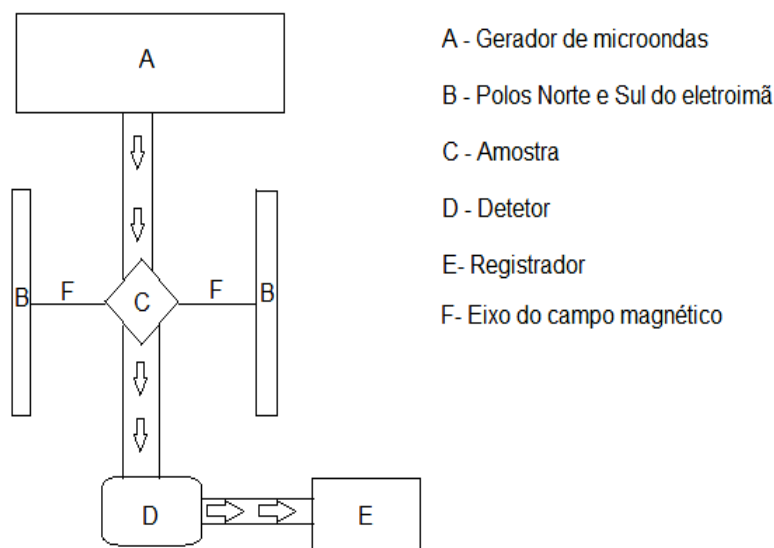 A
A - Gerador de microondas
B - Polos Norte e Sul do eletroimã
C - Amostra
D - Detetor
E- Registrador
F- Eixo do campo magnético
B F C F B
D E